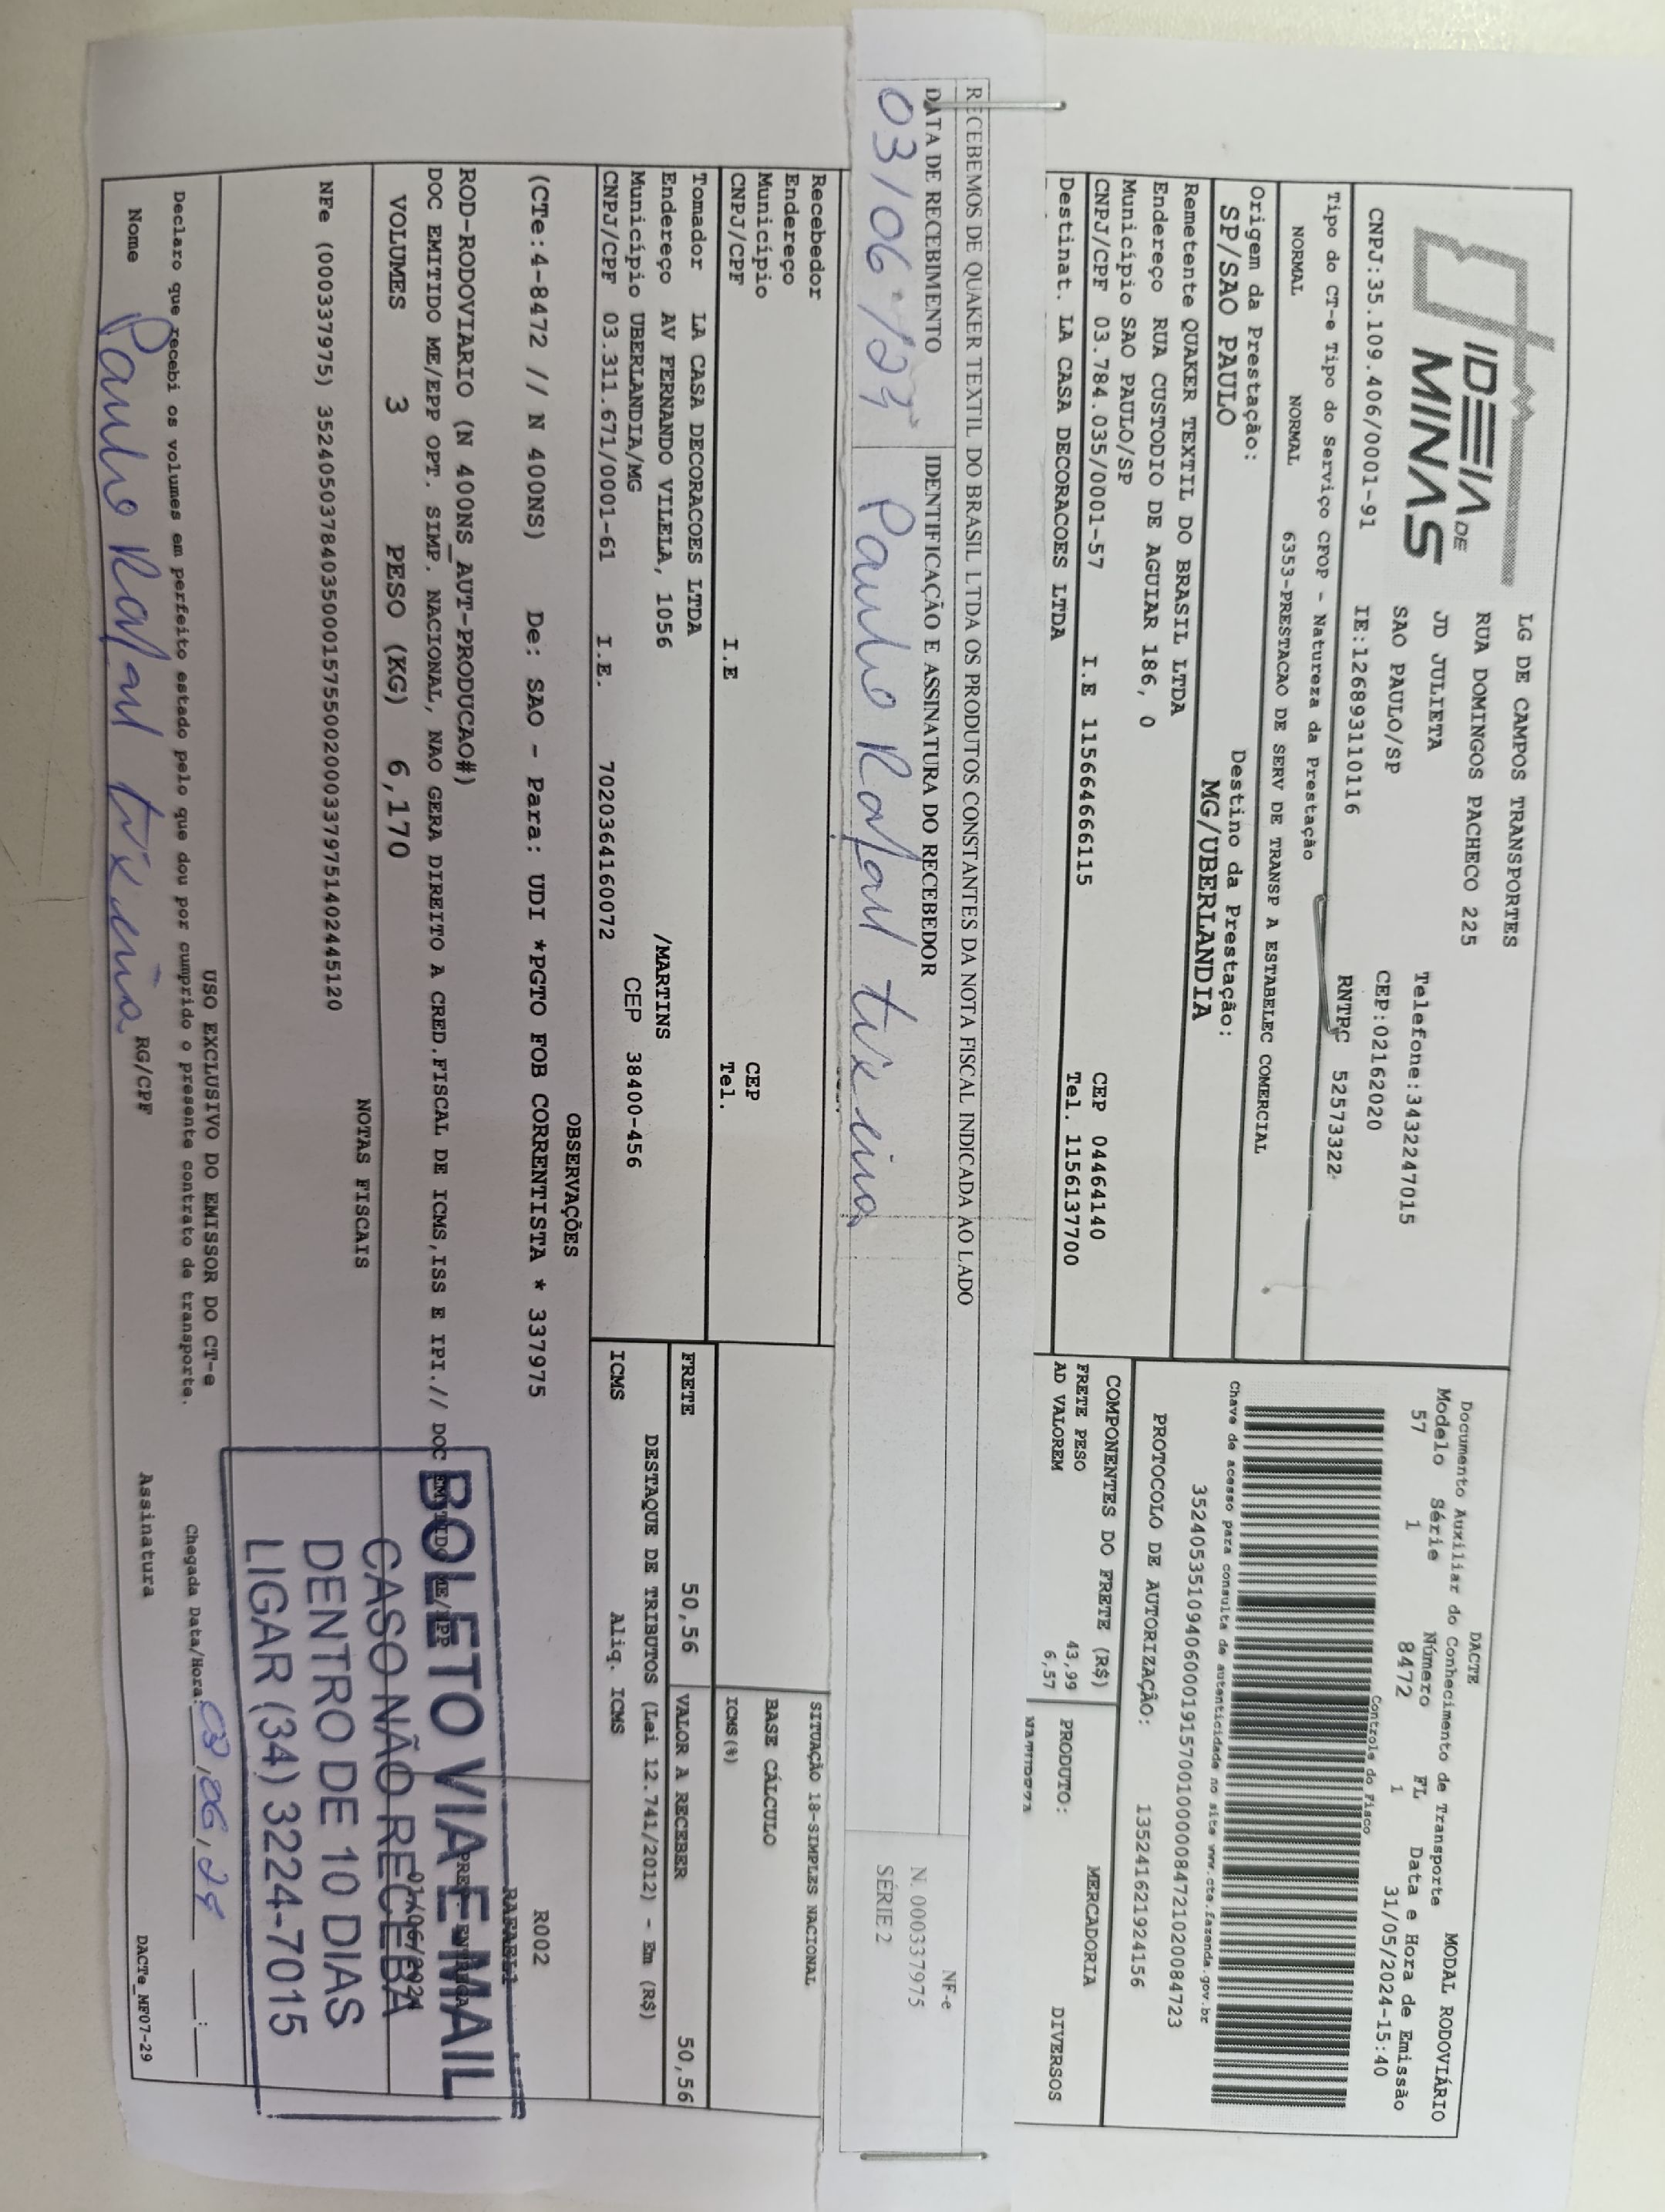 IDEIA DE
MINAS
LG DE CAMPOS TRANSPORTES
RUA DOMINGOS PACHECO 225
JD JULIETA
SAO PAULO/SP
Telefone:3432247015
CEP:02162020
CNPJ:35.109.406/0001-91 IE:126893110116 RNTRC 52573322
Tipo do CT-e Tipo do Serviço CFOP - Natureza da Prestação
NORMAL NORMAL 6353-PRESTACAO DE SERV DE TRANSP A ESTABELEC COMERCIAL
Origem da Prestação: Destino da Prestação:
SP/SAO PAULO MG/UBERLANDIA
Remetente QUAKER TEXTIL DO BRASIL LTDA
Endereço RUA CUSTODIO DE AGUIAR 186, 0
Município SAO PAULO/SP CEP 04464140
CNPJ/CPF 03.784.035/0001-57 I.E 115664666115 Tel. 1156137700
Destinat. LA CASA DECORACOES LTDA
DACTE
Documento Auxiliar do Conhecimento de Transporte MODAL RODOVIÁRIO
Modelo Série Número FL Data e Hora de Emissão
57 1 8472 1 31/05/2024-15:40
Controle do Fisco
Chave de acesso para consulta de autenticidade no site www.cte.fazenda.gov.br
35240535109406000191570010000084721020084723
PROTOCOLO DE AUTORIZAÇÃO: 135241621924156
COMPONENTES DO FRETE (R$) MERCADORIA
FRETE PESO 43,99 PRODUTO: DIVERSOS
AD VALOREM 6,57
RECEBEMOS DE QUAKER TEXTIL DO BRASIL LTDA OS PRODUTOS CONSTANTES DA NOTA FISCAL INDICADA AO LADO
DATA DE RECEBIMENTO IDENTIFICAÇÃO E ASSINATURA DO RECEBEDOR
03/06/24 Paulo Rafael
NF-e
N. 000337975
SÉRIE 2
Recebedor
Endereço
Município CEP
CNPJ/CPF I.E Tel.
Tomador LA CASA DECORACOES LTDA
Endereço AV FERNANDO VILELA, 1056 /MARTINS
Município UBERLANDIA/MG CEP 38400-456
CNPJ/CPF 03.311.671/0001-61 I.E. 7020364160072
SITUAÇÃO 18-SIMPLES NACIONAL
BASE CÁLCULO
ICMS(%)
FRETE 50,56 VALOR A RECEBER 50,56
DESTAQUE DE TRIBUTOS (Lei 12.741/2012) - Em (R$)
ICMS Aliq. ICMS
OBSERVAÇÕES
(CTe:4-8472 // N 400NS) De: SAO - Para: UDI *PGTO FOB CORRENTISTA * 337975
R002
ROD-RODOVIARIO (N 400NS_AUT-PRODUCAO#)
DOC EMITIDO ME/EPP OPT. SIMP. NACIONAL, NAO GERA DIREITO A CRED.FISCAL DE ICMS,ISS E IPI.// DOC EMITIDO ME/EPP
VOLUMES 3 PESO (KG) 6,170
01/06/2024
NOTAS FISCAIS
NFe (000337975) 35240503784035000157550020003379751402445120
BOLETO VIA E-MAIL
CASO NÃO RECEBA
DENTRO DE 10 DIAS
LIGAR (34) 3224-7015
USO EXCLUSIVO DO EMISSOR DO CT-e
Declaro que recebi os volumes em perfeito estado pelo que dou por cumprido o presente contrato de transporte. Chegada Data/Hora: 03/06/24
Nome Paulo Rafael RG/CPF Assinatura
DACTe_MF07-29